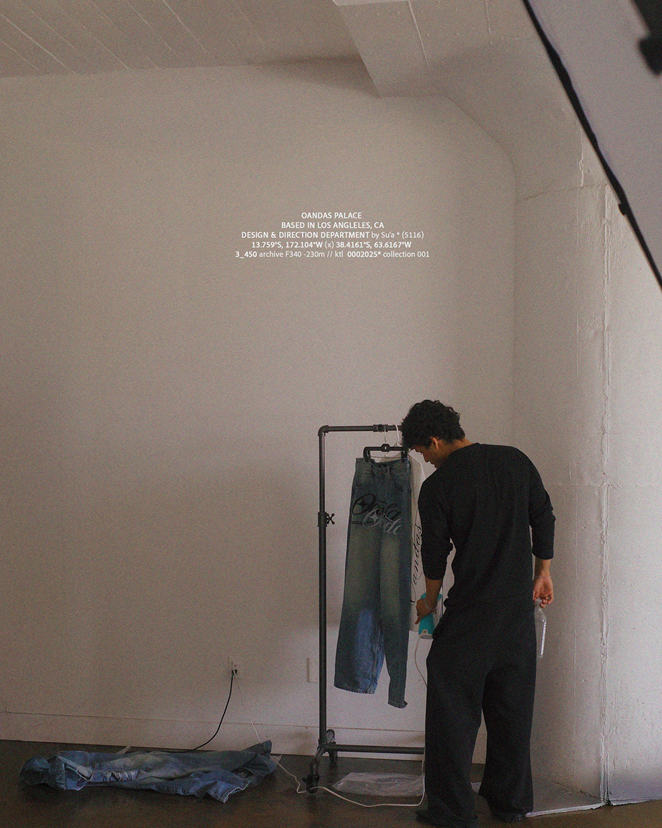 OANDAS PALACE
BASED IN LOS ANGLELES, CA
DESIGN & DIRECTION DEPARTMENT by Su'a * (5116)
13.759°S, 172.104°W (x) 38.4161°S, 63.6167°W
3_450 archive F340 -230m // ktl 0002025* collection 001